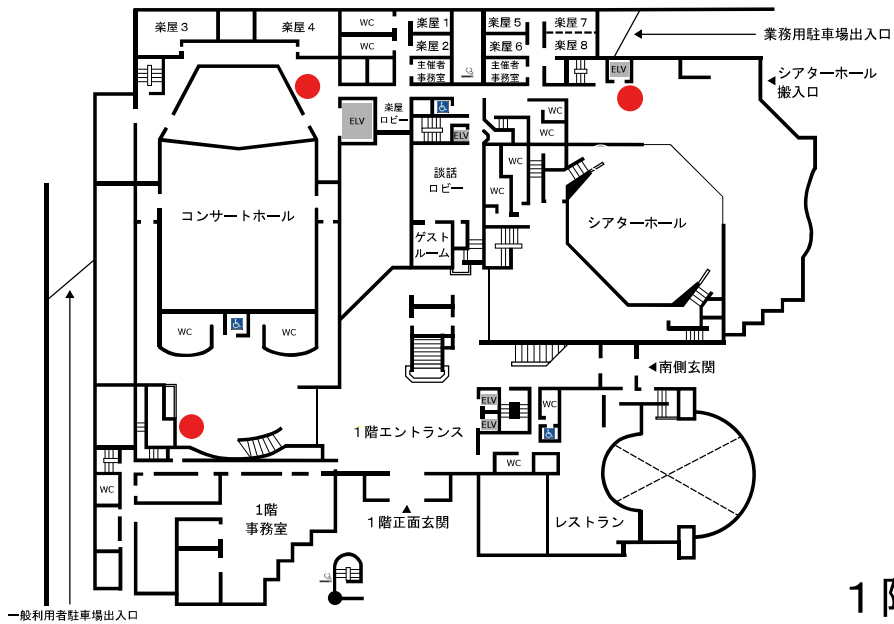 楽屋3
楽屋4
WC
WC
楽屋1
楽屋2
主催者
事務室
楽屋5
楽屋6
主催者
事務室
楽屋7
楽屋8
業務用駐車場出入口
ELV
シアターホール
搬入口
ELV
楽屋
ロビー
ELV
WC
WC
WC
WC
談話
ロビー
コンサートホール
シアターホール
ゲスト
ルーム
WC
WC
南側玄関
ELV
ELV
WC
1階エントランス
WC
WC
1階
事務室
1階正面玄関
レストラン
一般利用者駐車場出入口
1階